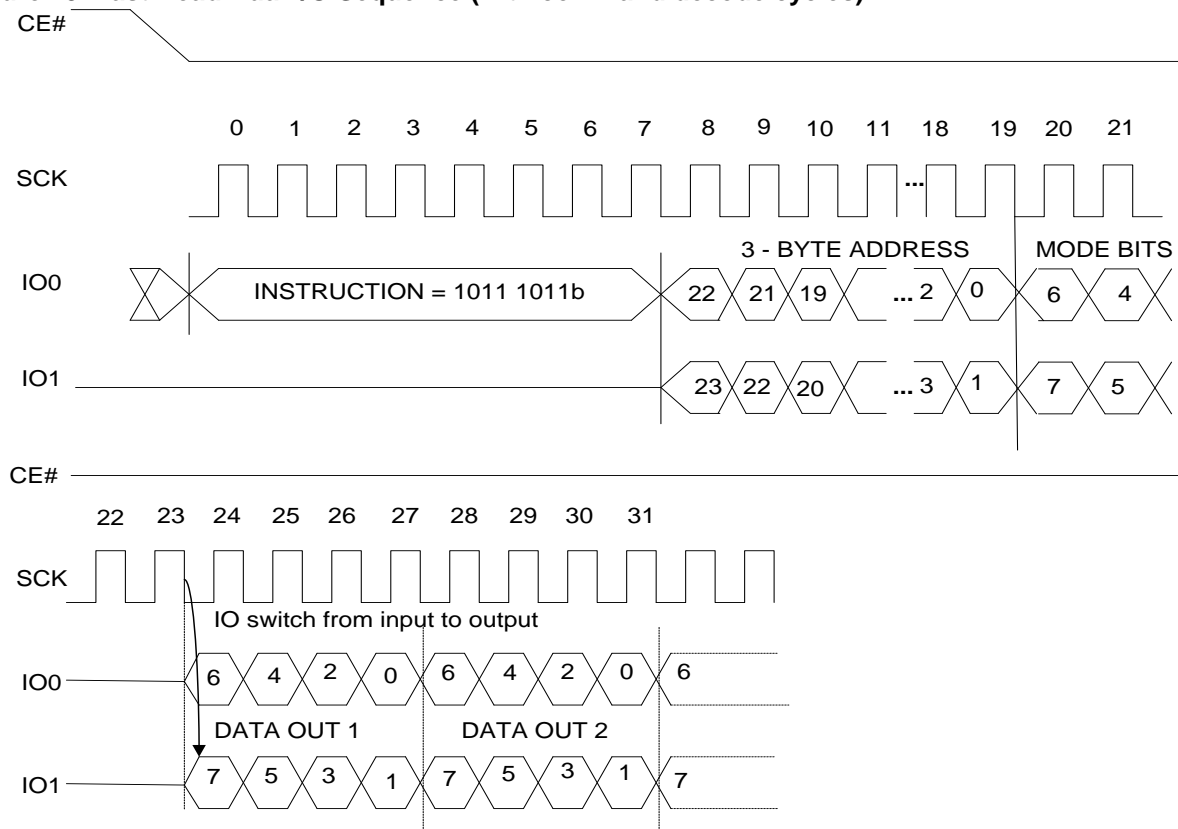 CE#
0 1 2 3 4 5 6 7 8 9 10 11 18 19 20 21
SCK ...
3 - BYTE ADDRESS MODE BITS
IO0 INSTRUCTION = 1011 1011b 22 21 19 ... 2 0 6 4
IO1 23 22 20 ... 3 1 7 5
CE#
22 23 24 25 26 27 28 29 30 31
SCK
IO switch from input to output
IO0 6 4 2 0 6 4 2 0 6
DATA OUT 1 DATA OUT 2
IO1 7 5 3 1 7 5 3 1 7